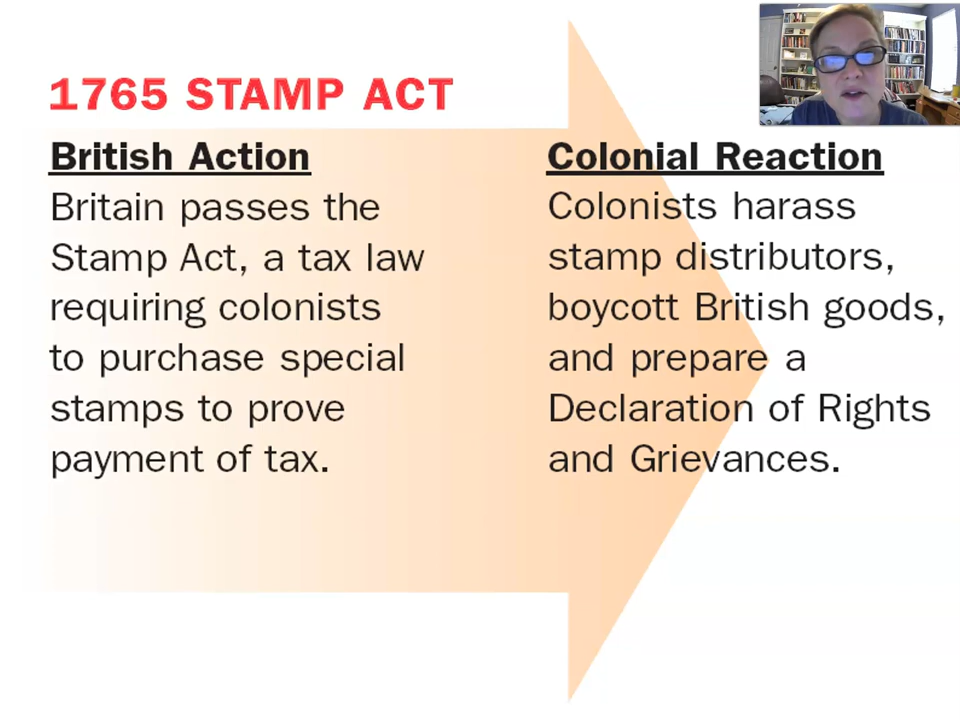 1765 STAMP ACT
British Action
Britain passes the
Stamp Act, a tax law
requiring colonists
to purchase special
stamps to prove
payment of tax.
Colonial Reaction
Colonists harass
stamp distributors,
boycott British goods,
and prepare a
Declaration of Rights
and Grievances.